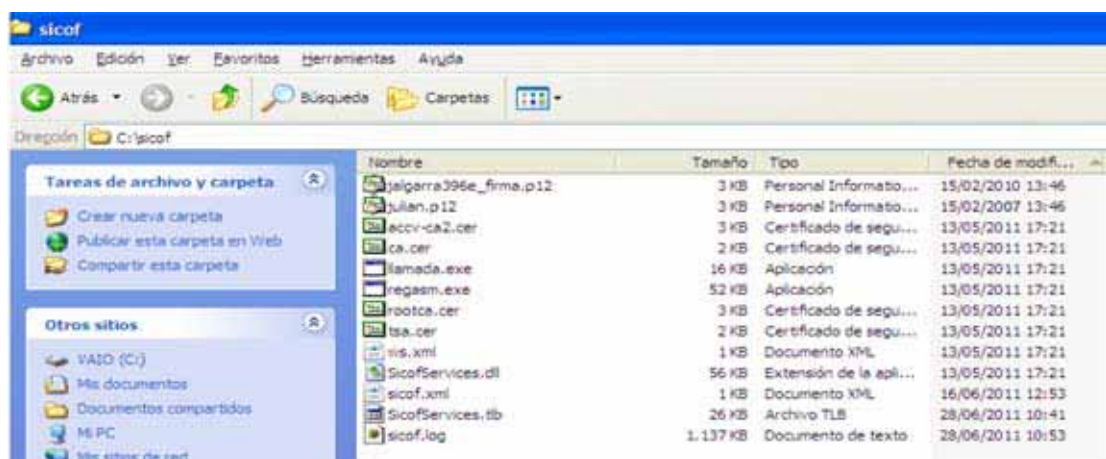 sicof
Archivo Edición Ver Favoritos Herramientas Ayuda
Atrás Búsqueda Carpetas
Dirección C:\sicof
Nombre Tamaño Tipo Fecha de modifi...
Tareas de archivo y carpeta
Crear nueva carpeta
Publicar esta carpeta en Web
Compartir esta carpeta
Otros sitios
VAIO (C:)
Mis documentos
Documentos compartidos
Mi PC
Mis sitios de red
jalgarra396e_firma.p12 3 KB Personal Informatio... 15/02/2010 13:46
julian.p12 3 KB Personal Informatio... 15/02/2007 13:46
accv-ca2.cer 3 KB Certificado de segu... 13/05/2011 17:21
ca.cer 2 KB Certificado de segu... 13/05/2011 17:21
llamada.exe 16 KB Aplicación 13/05/2011 17:21
regasm.exe 52 KB Aplicación 13/05/2011 17:21
rootca.cer 3 KB Certificado de segu... 13/05/2011 17:21
tsa.cer 2 KB Certificado de segu... 13/05/2011 17:21
1 KB Documento XML 13/05/2011 17:21
SicofServices.dll 56 KB Extensión de la apli... 13/05/2011 17:21
sicof.xml 1 KB Documento XML 16/06/2011 12:53
SicofServices.tlb 26 KB Archivo TLB 28/06/2011 10:41
sicof.log 1.137 KB Documento de texto 28/06/2011 10:53